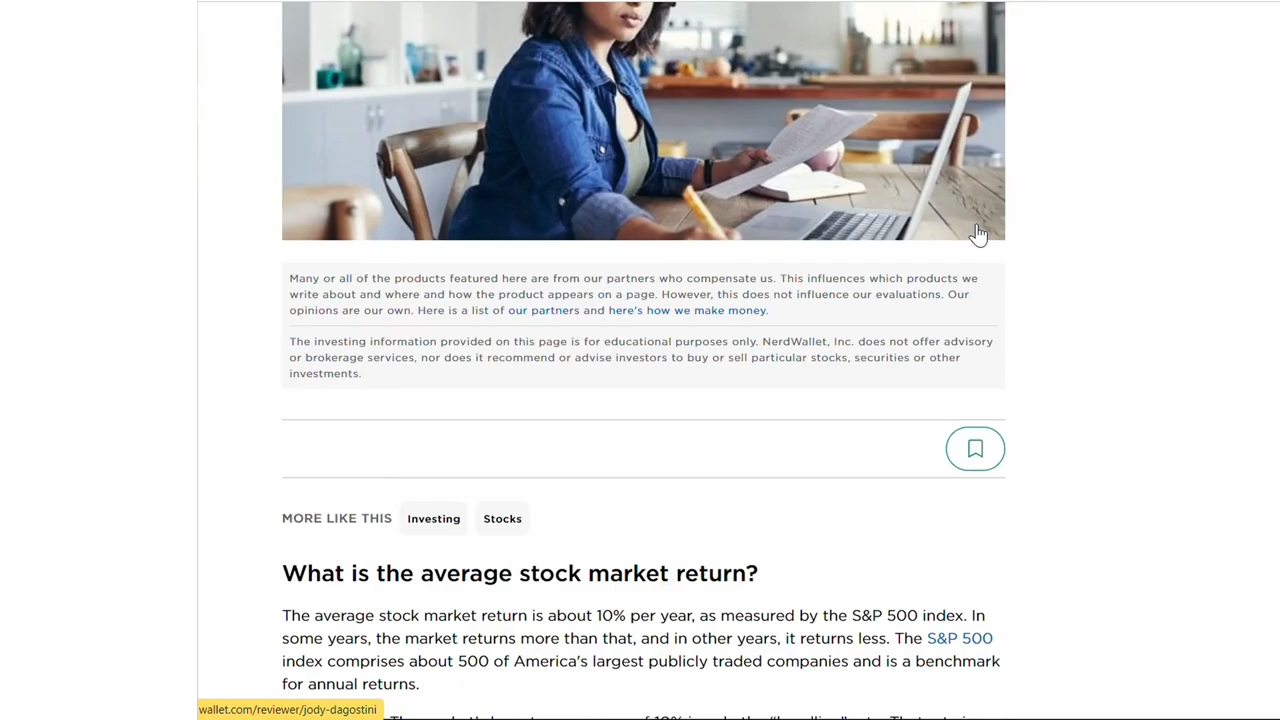 Many or all of the products featured here are from our partners who compensate us. This influences which products we
write about and where and how the product appears on a page. However, this does not influence our evaluations. Our
opinions are our own. Here is a list of our partners and here's how we make money.
The investing information provided on this page is for educational purposes only. NerdWallet, Inc. does not offer advisory
or brokerage services, nor does it recommend or advise investors to buy or sell particular stocks, securities or other
investments.
MORE LIKE THIS Investing Stocks
What is the average stock market return?
The average stock market return is about 10% per year, as measured by the S&P 500 index. In
some years, the market returns more than that, and in other years, it returns less. The S&P 500
index comprises about 500 of America's largest publicly traded companies and is a benchmark
for annual returns.
wallet.com/reviewer/jody-dagostini